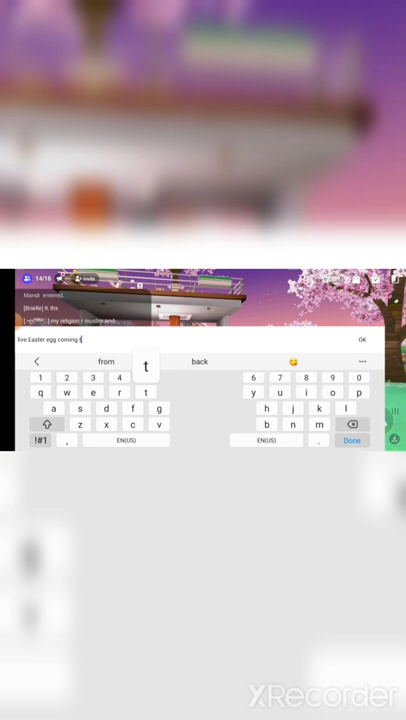 14/16
Invite
Mandi entered.
[Brielle] K thx
my religion r muslim and
live Easter egg coming t
OK
from
t
back
😋
...
1 2 3 4 6 7 8 9 0
q w e r t y u i o p
a s d f g h j k l
z x c v b n m
!#1 , EN(US) EN(US) . Done
XRecorder